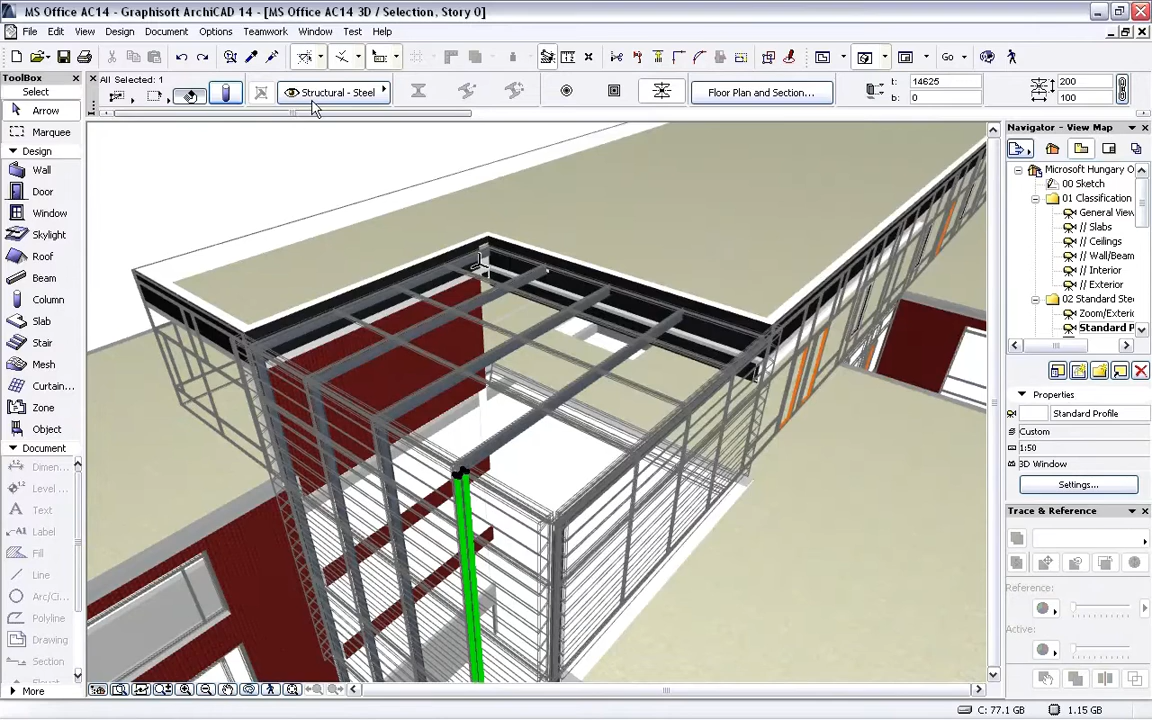 MS Office AC14 - Graphisoft ArchiCAD 14 - [MS Office AC14 3D / Selection, Story 0]
File Edit View Design Document Options Teamwork Window Test Help
Go
ToolBox
Select
Arrow
Marquee
Design
Wall
Door
Window
Skylight
Roof
Beam
Column
Slab
Stair
Mesh
Curtain...
Zone
Object
Document
Dimen...
Level ...
Text
Label
Fill
Line
Arc/Ci...
Polyline
Drawing
Section
Elevati
More
All Selected: 1
Structural - Steel
Floor Plan and Section...
t: 14625
b: 0
200
100
Navigator - View Map
Microsoft Hungary O
00 Sketch
01 Classification
General View
// Slabs
// Ceilings
// Wall/Beam
// Interior
// Exterior
02 Standard Stee
Zoom/Exterio
Standard P
Properties
Standard Profile
Custom
1:50
3D Window
Settings...
Trace & Reference
Reference:
Active:
C: 77.1 GB
1.15 GB